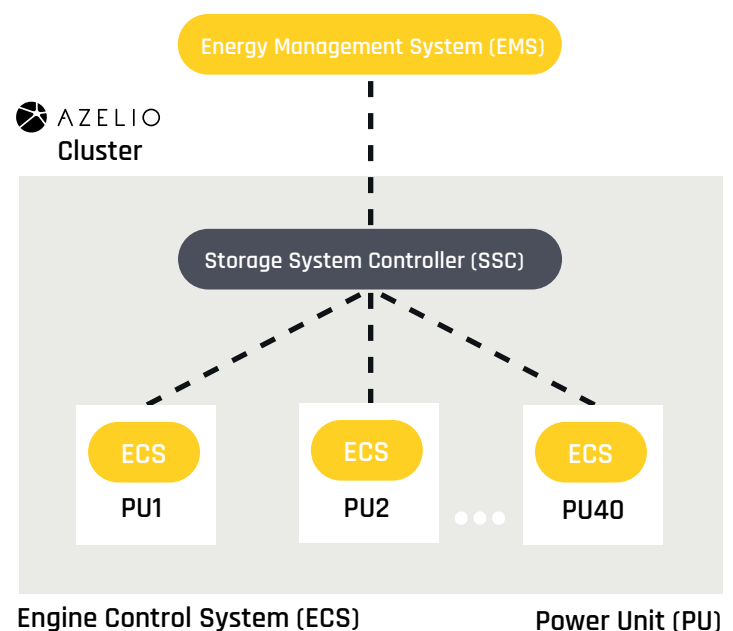 Energy Management System (EMS)
AZELIO
Cluster
Storage System Controller (SSC)
ECS
PU1
ECS
PU2
ECS
PU40
Engine Control System (ECS)
Power Unit (PU)